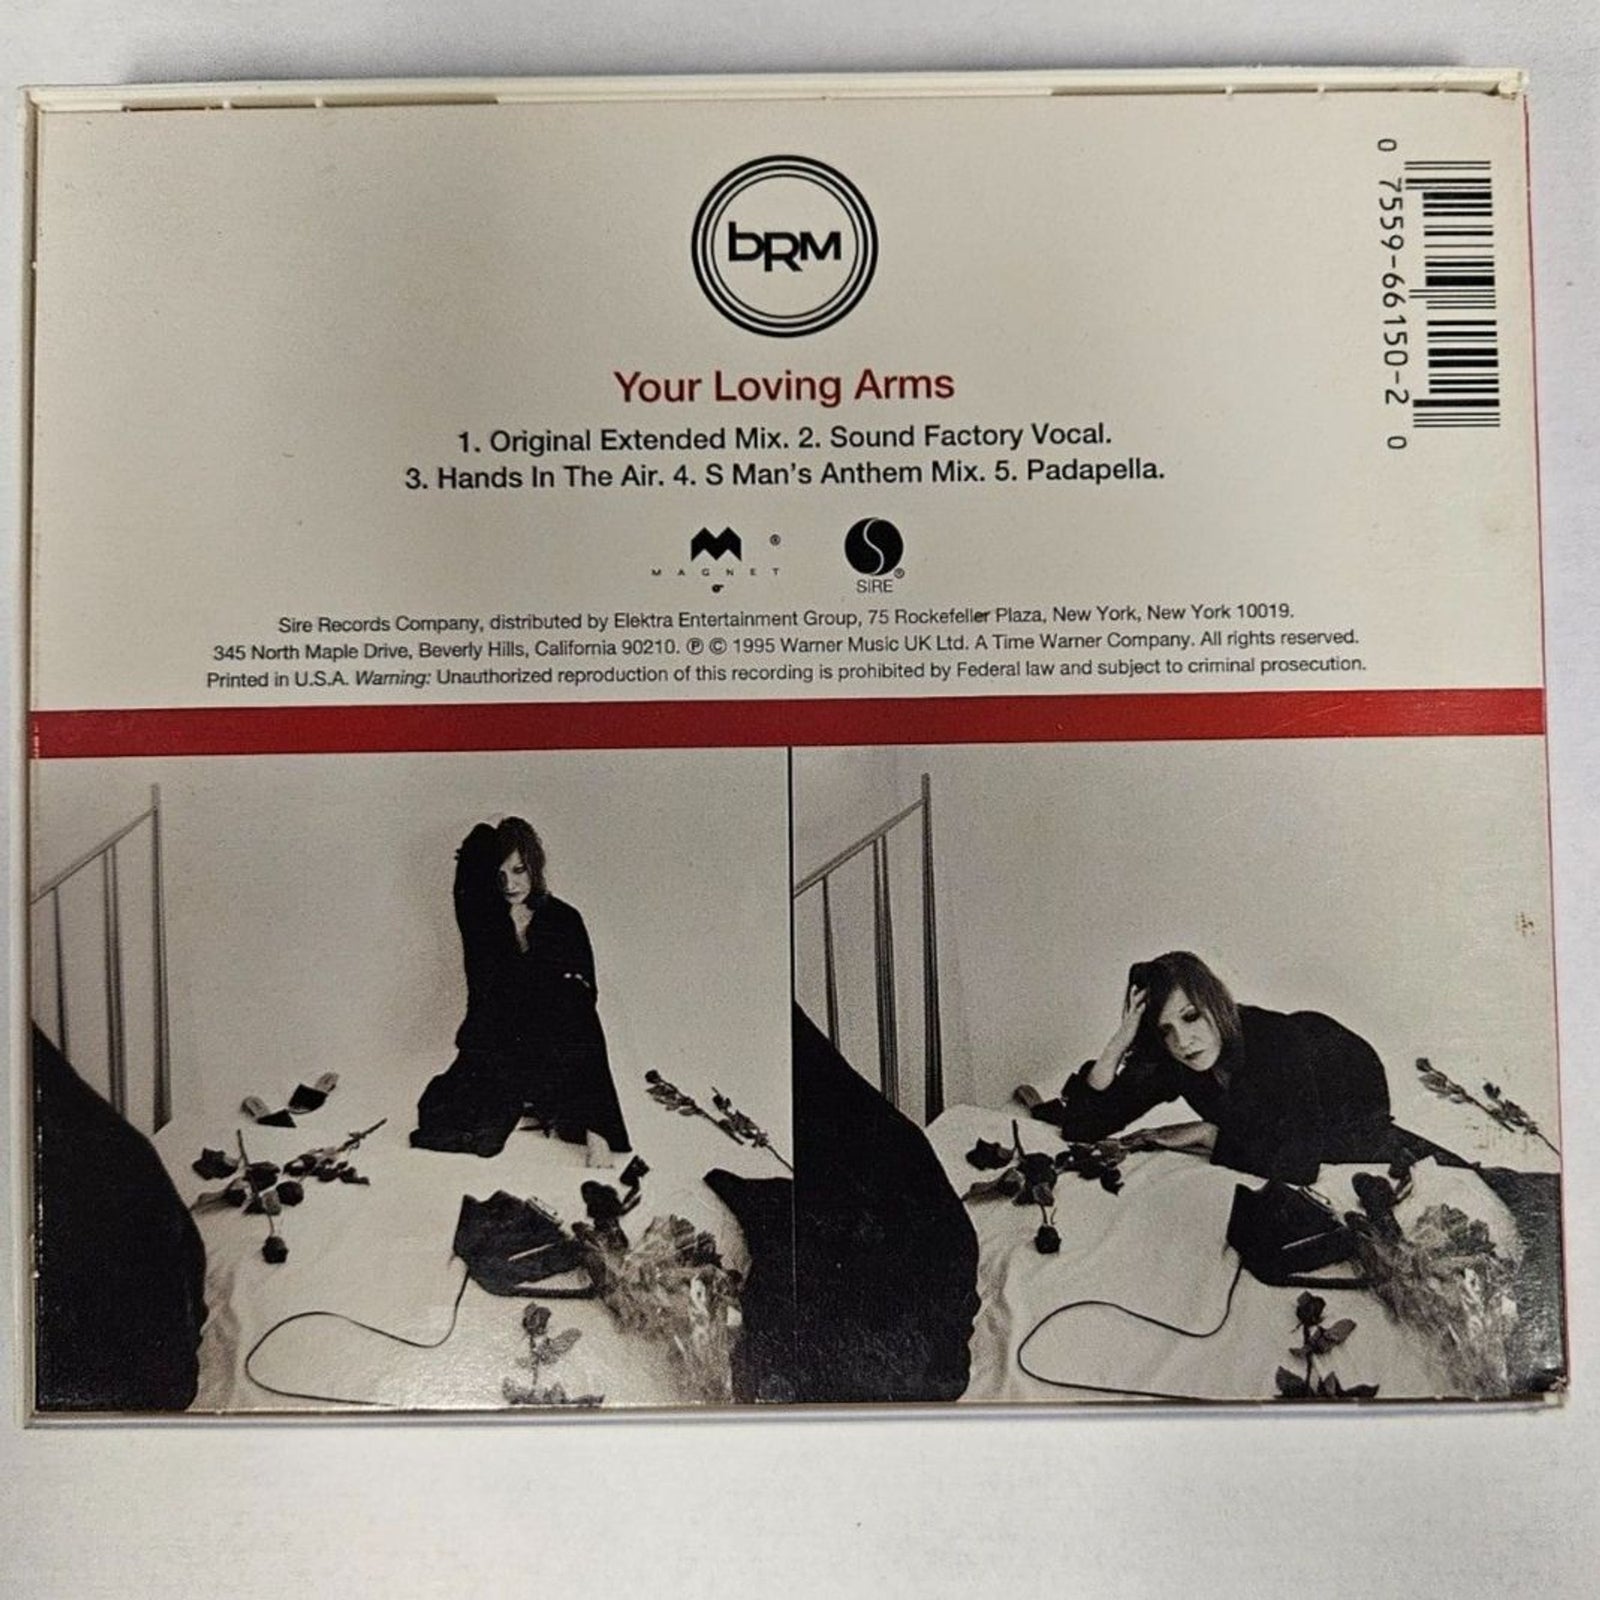 bRM
Your Loving Arms
1. Original Extended Mix. 2. Sound Factory Vocal.
3. Hands In The Air. 4. S Man's Anthem Mix. 5. Padapella.
MAGNET ®
SIRE ®
Sire Records Company, distributed by Elektra Entertainment Group, 75 Rockefeller Plaza, New York, New York 10019.
345 North Maple Drive, Beverly Hills, California 90210. ℗ © 1995 Warner Music UK Ltd. A Time Warner Company. All rights reserved.
Printed in U.S.A. Warning: Unauthorized reproduction of this recording is prohibited by Federal law and subject to criminal prosecution.
0 7559-66150-2 0